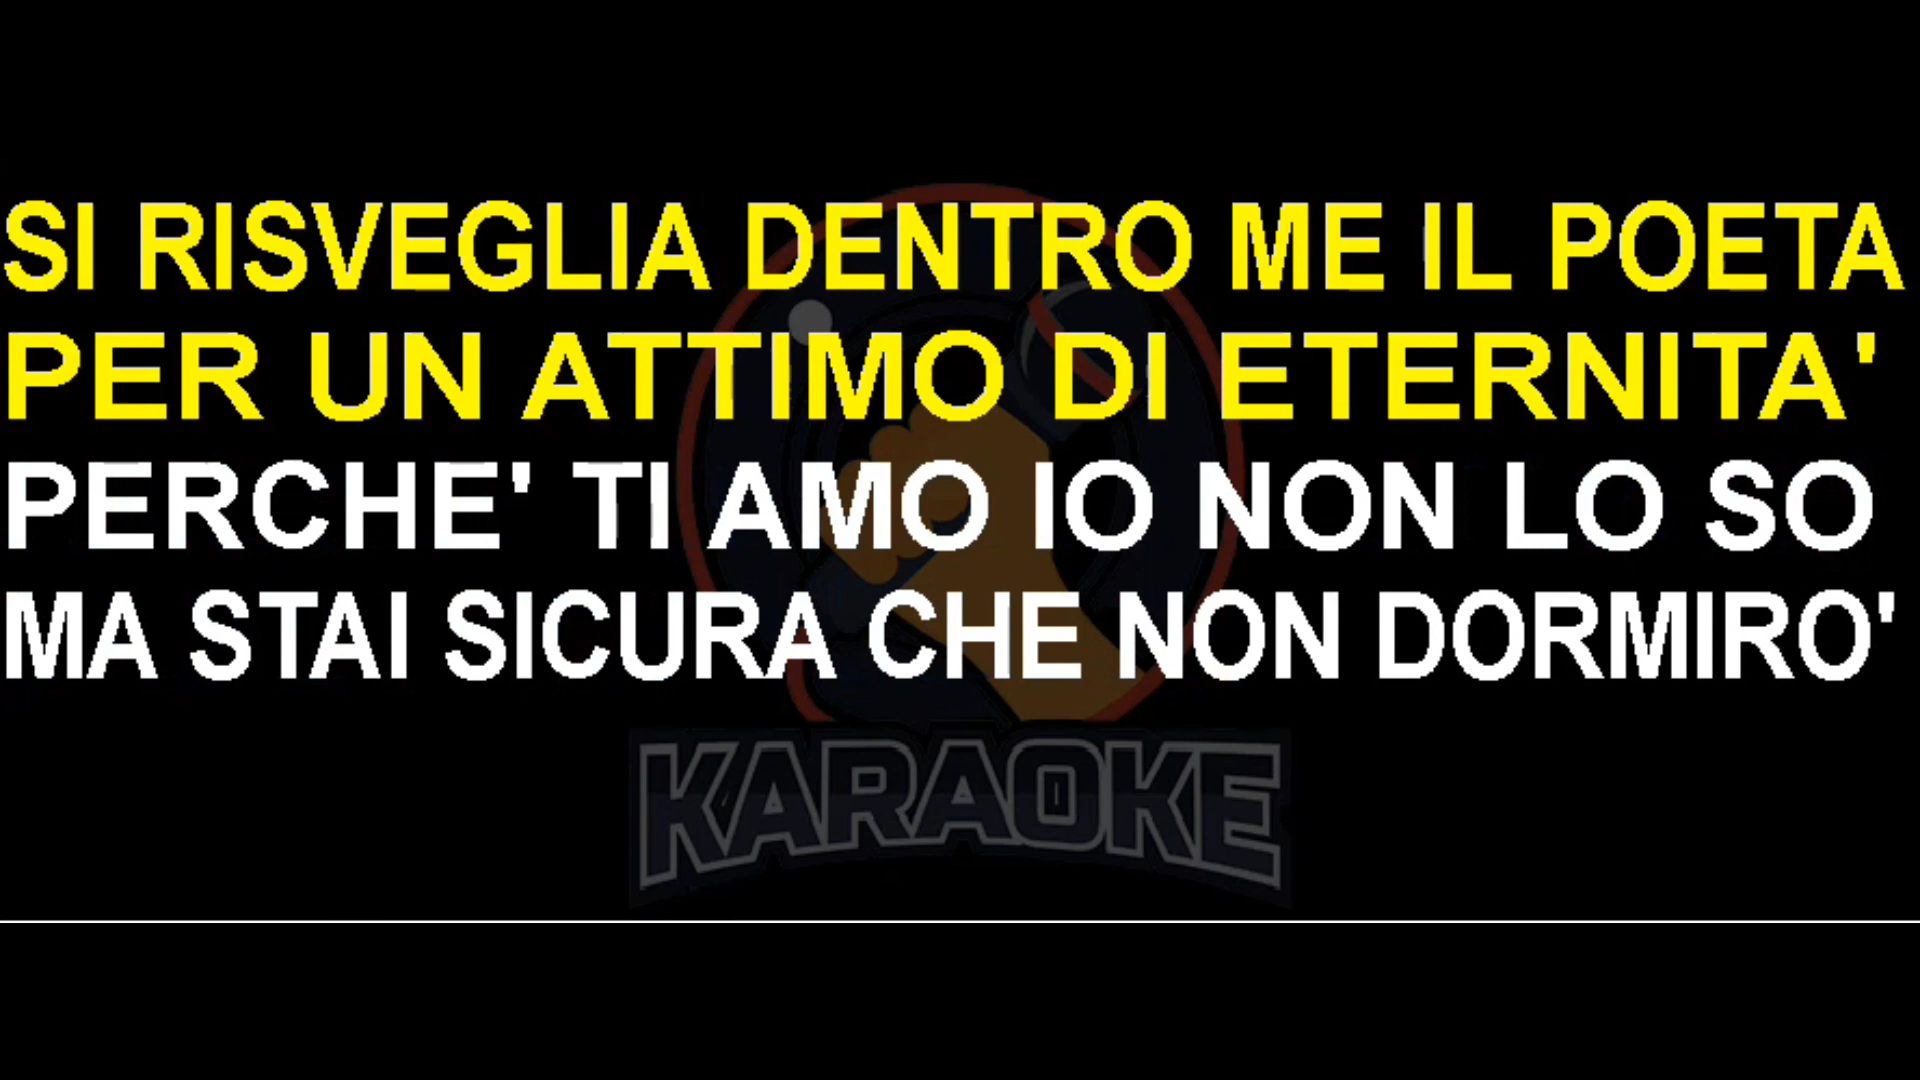 SI RISVEGLIA DENTRO ME IL POETA
PER UN ATTIMO DI ETERNITA'
PERCHE' TI AMO IO NON LO SO
MA STAI SICURA CHE NON DORMIRO'
KARAOKE